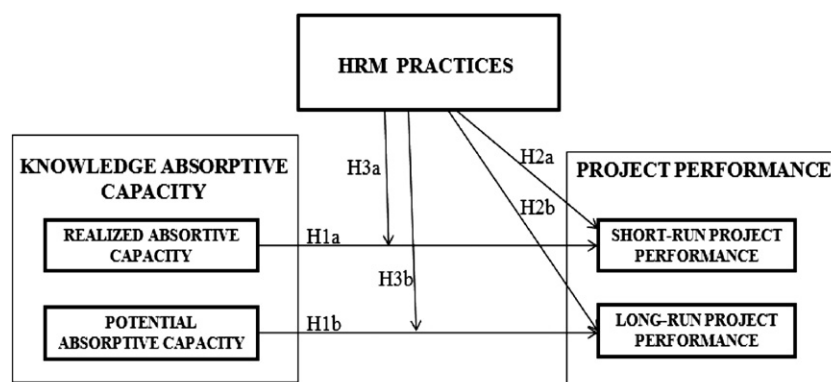 HRM PRACTICES
KNOWLEDGE ABSORPTIVE
CAPACITY
H3a
H2a
PROJECT PERFORMANCE
H2b
REALIZED ABSORTIVE
CAPACITY
H1a
SHORT-RUN PROJECT
PERFORMANCE
H3b
POTENTIAL
ABSORPTIVE CAPACITY
H1b
LONG-RUN PROJECT
PERFORMANCE